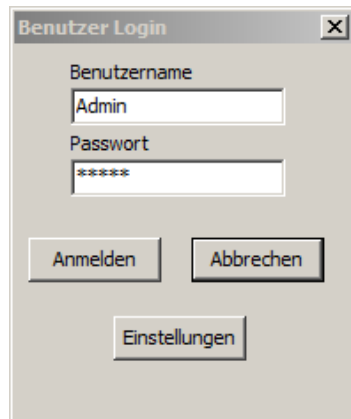 Benutzer Login
Benutzername
Admin
Passwort
*****
Anmelden Abbrechen
Einstellungen